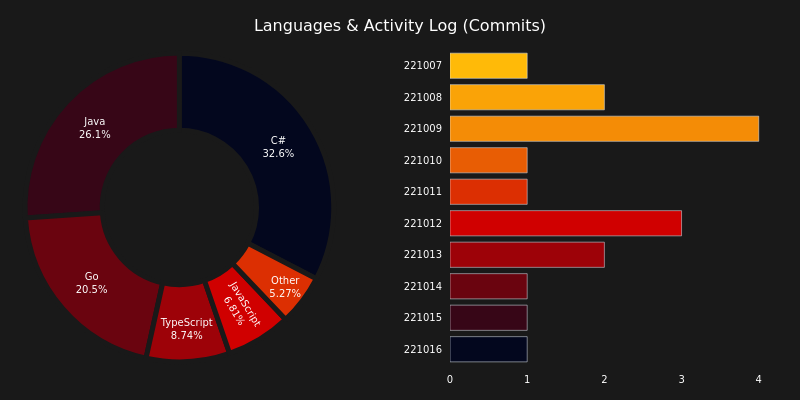 Languages & Activity Log (Commits)
Java
26.1%
C#
32.6%
Go
20.5%
TypeScript
8.74%
JavaScript
6.81%
Other
5.27%
221007
221008
221009
221010
221011
221012
221013
221014
221015
221016
0 1 2 3 4